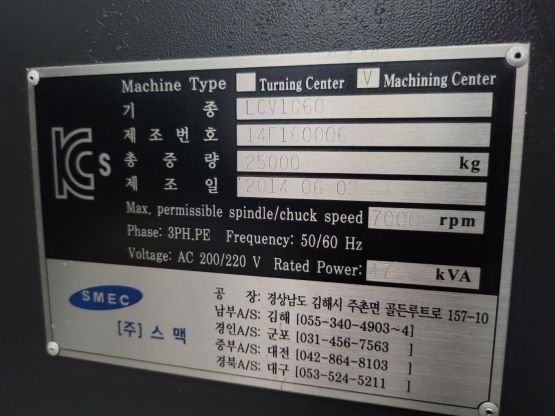 Machine Type Turning Center V Machining Center
기 종 LCV1060
제 조 번 호 14F160006
총 중 량 25000 kg
제 조 일 2014 06 03
KCs
Max. permissible spindle/chuck speed 7000 rpm
Phase: 3PH,PE Frequency: 50/60 Hz
Voltage: AC 200/220 V Rated Power: 47 kVA
SMEC
[주] 스 맥
공 장: 경상남도 김해시 주촌면 골든루트로 157-10
남부A/S: 김해 [055-340-4903~4]
경인A/S: 군포 [031-456-7563 ]
중부A/S: 대전 [042-864-8103 ]
경북A/S: 대구 [053-524-5211 ]